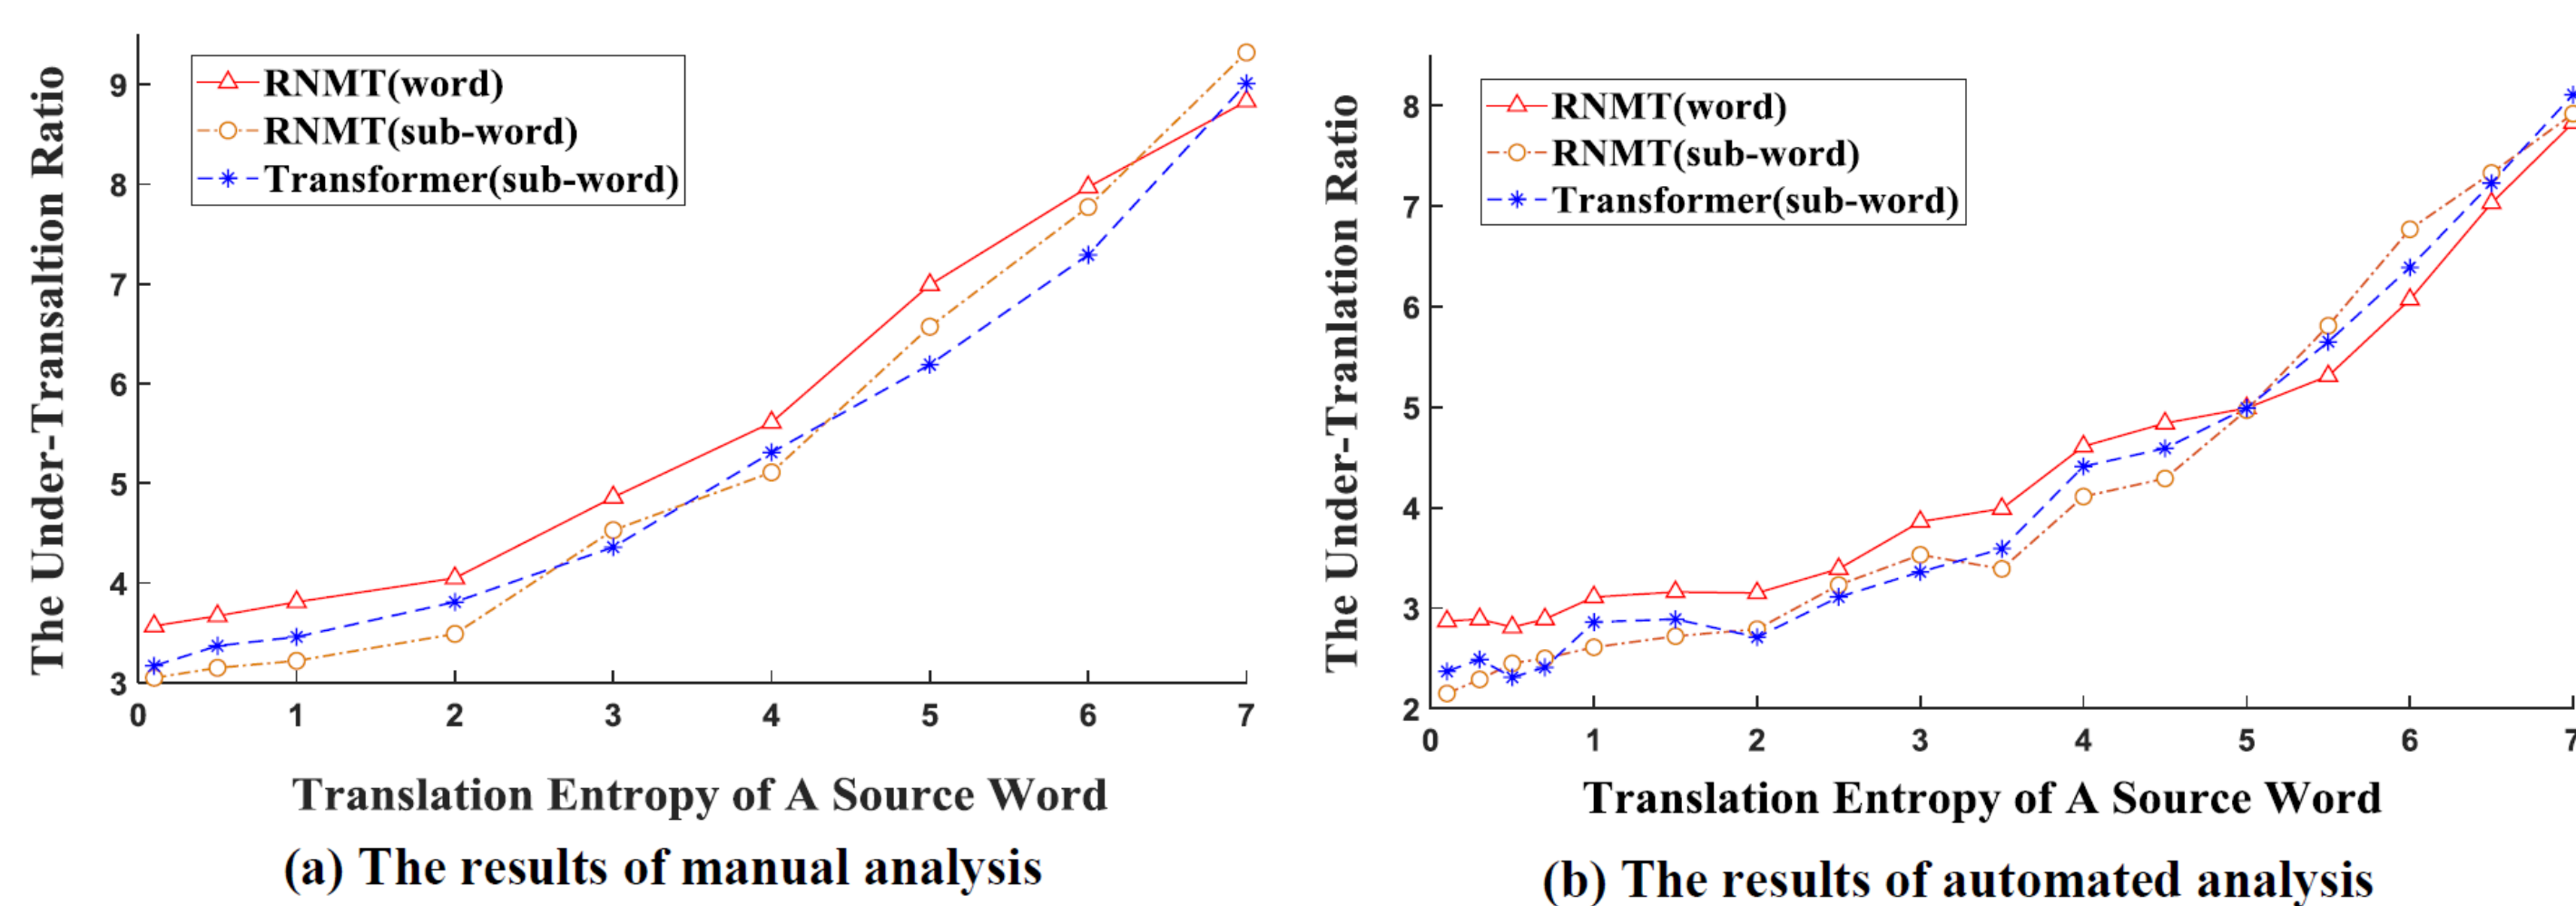 The Under-Transaltion Ratio
9
8
7
6
5
4
3
RNMT(word)
RNMT(sub-word)
Transformer(sub-word)
0 1 2 3 4 5 6 7
Translation Entropy of A Source Word
(a) The results of manual analysis
The Under-Tranlation Ratio
8
7
6
5
4
3
2
RNMT(word)
RNMT(sub-word)
Transformer(sub-word)
0 1 2 3 4 5 6 7
Translation Entropy of A Source Word
(b) The results of automated analysis